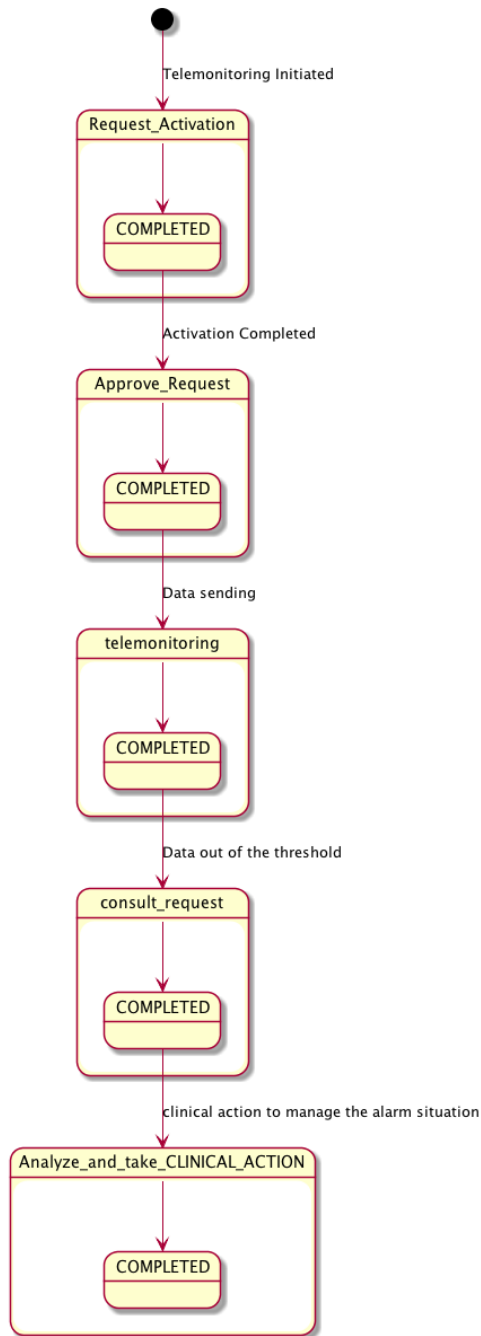 Telemonitoring Initiated
Request_Activation
COMPLETED
Activation Completed
Approve_Request
COMPLETED
Data sending
telemonitoring
COMPLETED
Data out of the threshold
consult_request
COMPLETED
clinical action to manage the alarm situation
Analyze_and_take_CLINICAL_ACTION
COMPLETED